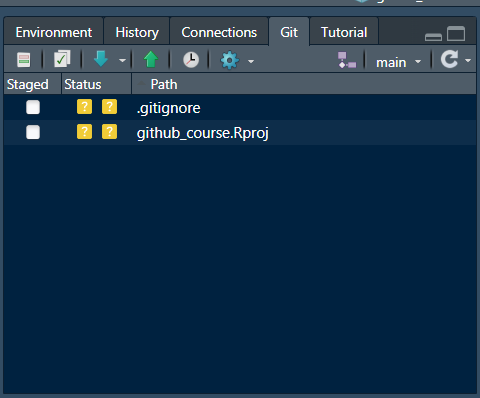 Environment History Connections Git Tutorial
main
Staged Status Path
? ? .gitignore
? ? github_course.Rproj